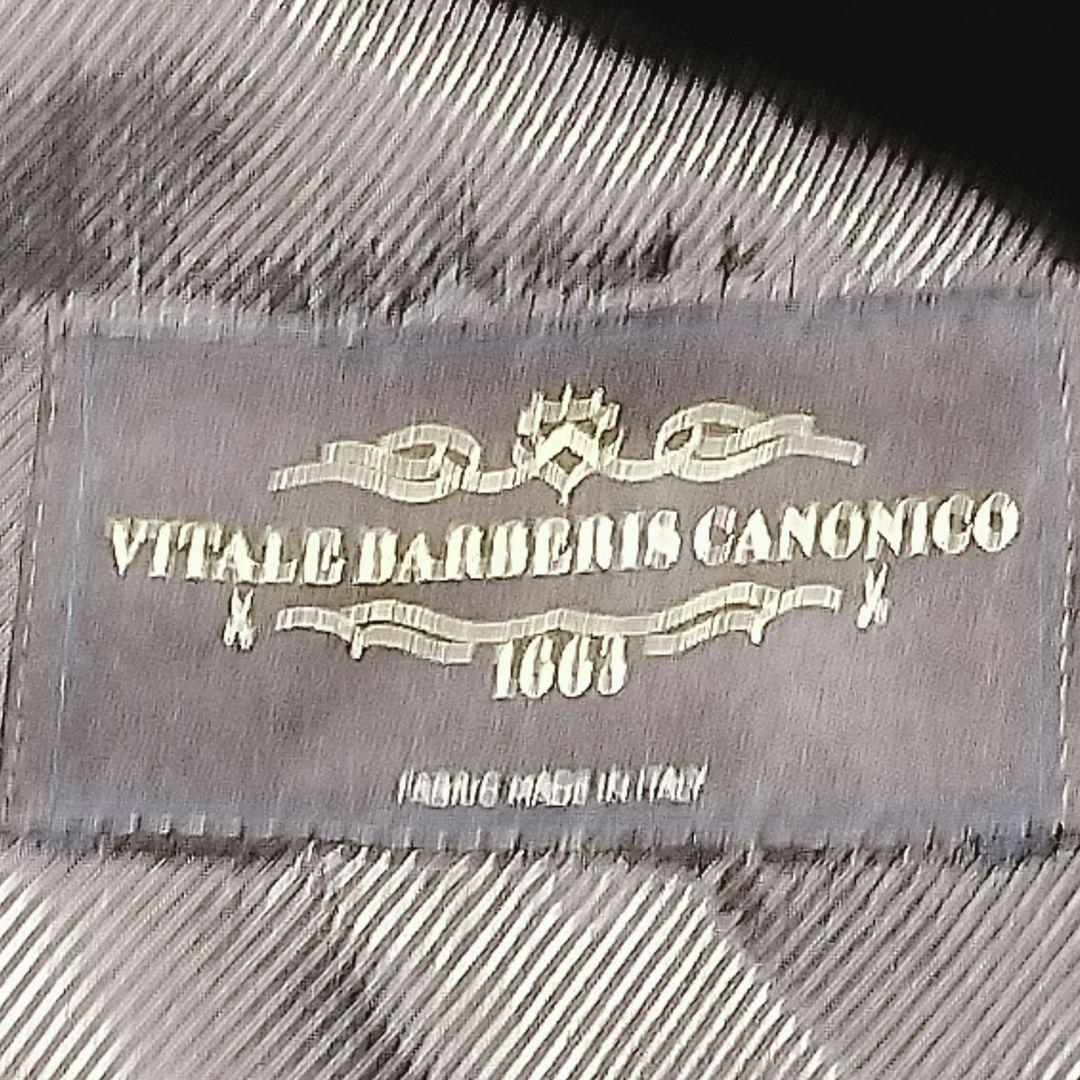 VITALE BARBERIS CANONICO
1663
FABRIC MADE IN ITALY